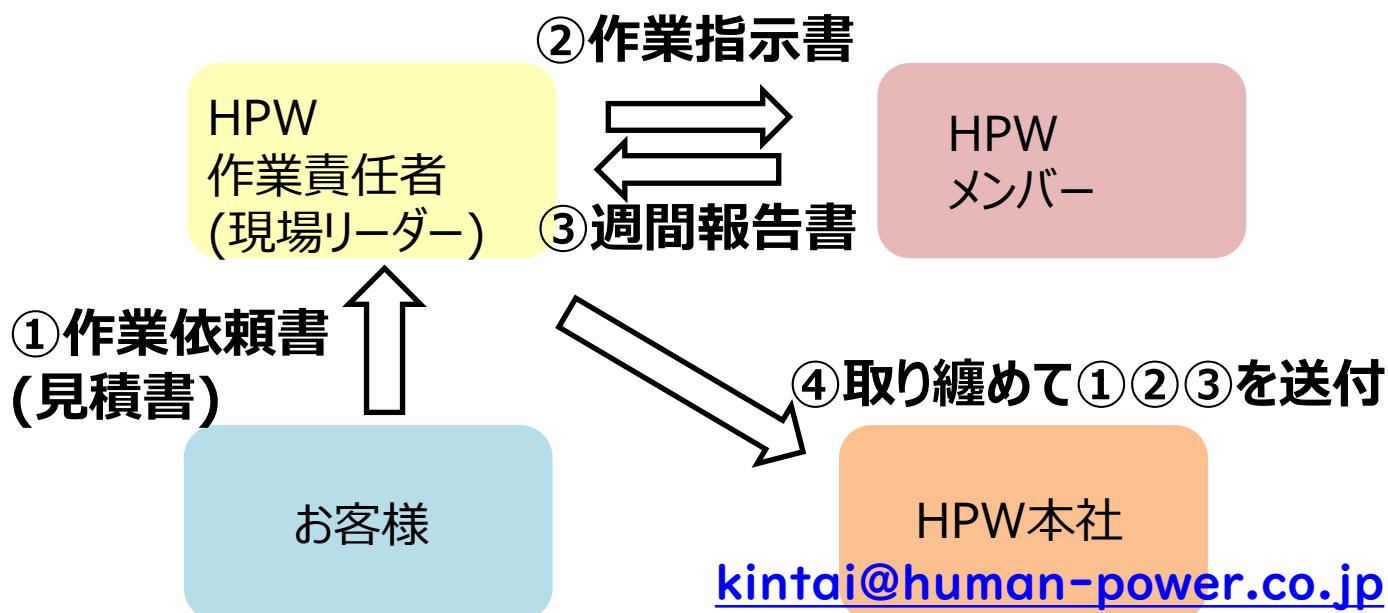 ②作業指示書
HPW
作業責任者
(現場リーダー)
HPW
メンバー
③週間報告書
①作業依頼書
(見積書)
④取り纏めて①②③を送付
お客様
HPW本社
kintai@human-power.co.jp